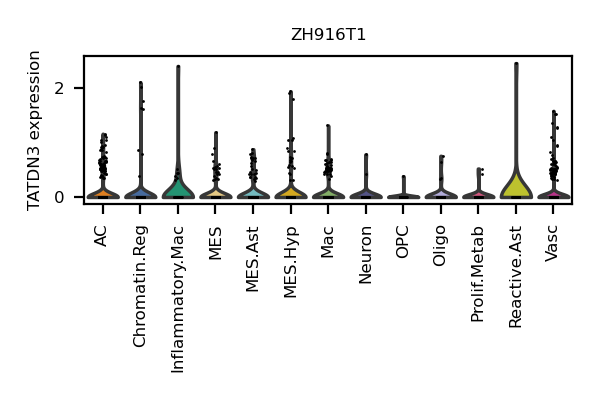 ZH916T1
TATDN3 expression
2
0
AC
Chromatin.Reg
Inflammatory.Mac
MES
MES.Ast
MES.Hyp
Mac
Neuron
OPC
Oligo
Prolif.Metab
Reactive.Ast
Vasc